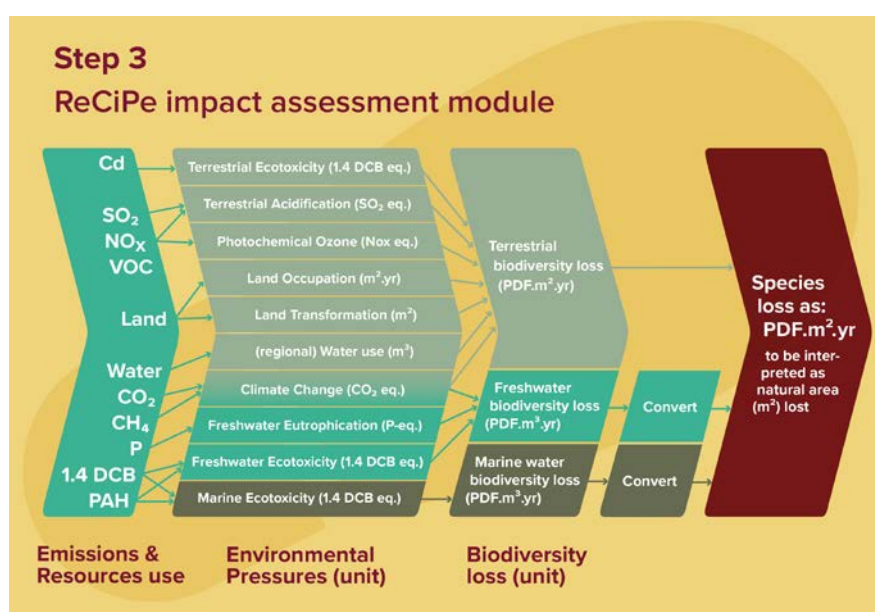 Step 3
ReCiPe impact assessment module
Cd
SO₂
NOₓ
VOC
Land
Water
CO₂
CH₄
P
1.4 DCB
PAH
Terrestrial Ecotoxicity (1.4 DCB eq.)
Terrestrial Acidification (SO₂ eq.)
Photochemical Ozone (Nox eq.)
Land Occupation (m².yr)
Land Transformation (m²)
(regional) Water use (m³)
Climate Change (CO₂ eq.)
Freshwater Eutrophication (P-eq.)
Freshwater Ecotoxicity (1.4 DCB eq.)
Marine Ecotoxicity (1.4 DCB eq.)
Terrestrial
biodiversity loss
(PDF.m².yr)
Freshwater
biodiversity loss
(PDF.m³.yr)
Marine water
biodiversity loss
(PDF.m³.yr)
Convert
Convert
Species
loss as:
PDF.m².yr
to be inter-
preted as
natural area
(m²) lost
Emissions &
Resources use
Environmental
Pressures (unit)
Biodiversity
loss (unit)